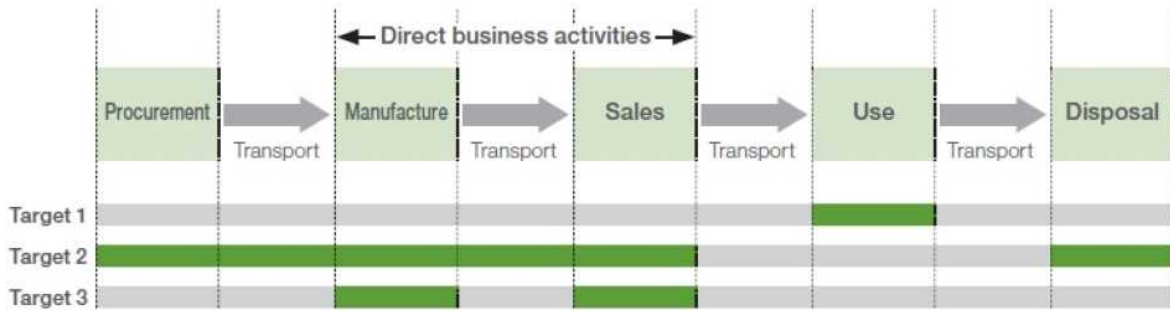 Direct business activities
Procurement
Manufacture
Sales
Use
Disposal
Transport
Transport
Transport
Transport
Target 1
Target 2
Target 3